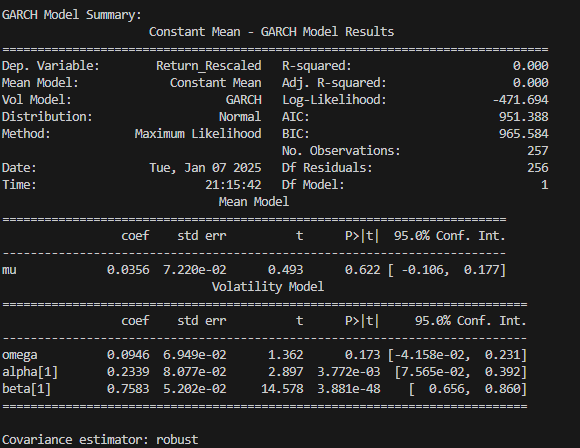 GARCH Model Summary:
Constant Mean - GARCH Model Results
==============================================================================
Dep. Variable: Return_Rescaled R-squared: 0.000
Mean Model: Constant Mean Adj. R-squared: 0.000
Vol Model: GARCH Log-Likelihood: -471.694
Distribution: Normal AIC: 951.388
Method: Maximum Likelihood BIC: 965.584
No. Observations: 257
Date: Tue, Jan 07 2025 Df Residuals: 256
Time: 21:15:42 Df Model: 1
Mean Model
========================================================================
coef std err t P>|t| 95.0% Conf. Int.
------------------------------------------------------------------------
mu 0.0356 7.220e-02 0.493 0.622 [ -0.106, 0.177]
Volatility Model
===========================================================================
coef std err t P>|t| 95.0% Conf. Int.
---------------------------------------------------------------------------
omega 0.0946 6.949e-02 1.362 0.173 [-4.158e-02, 0.231]
alpha[1] 0.2339 8.077e-02 2.897 3.772e-03 [7.565e-02, 0.392]
beta[1] 0.7583 5.202e-02 14.578 3.881e-48 [ 0.656, 0.860]
===========================================================================
Covariance estimator: robust